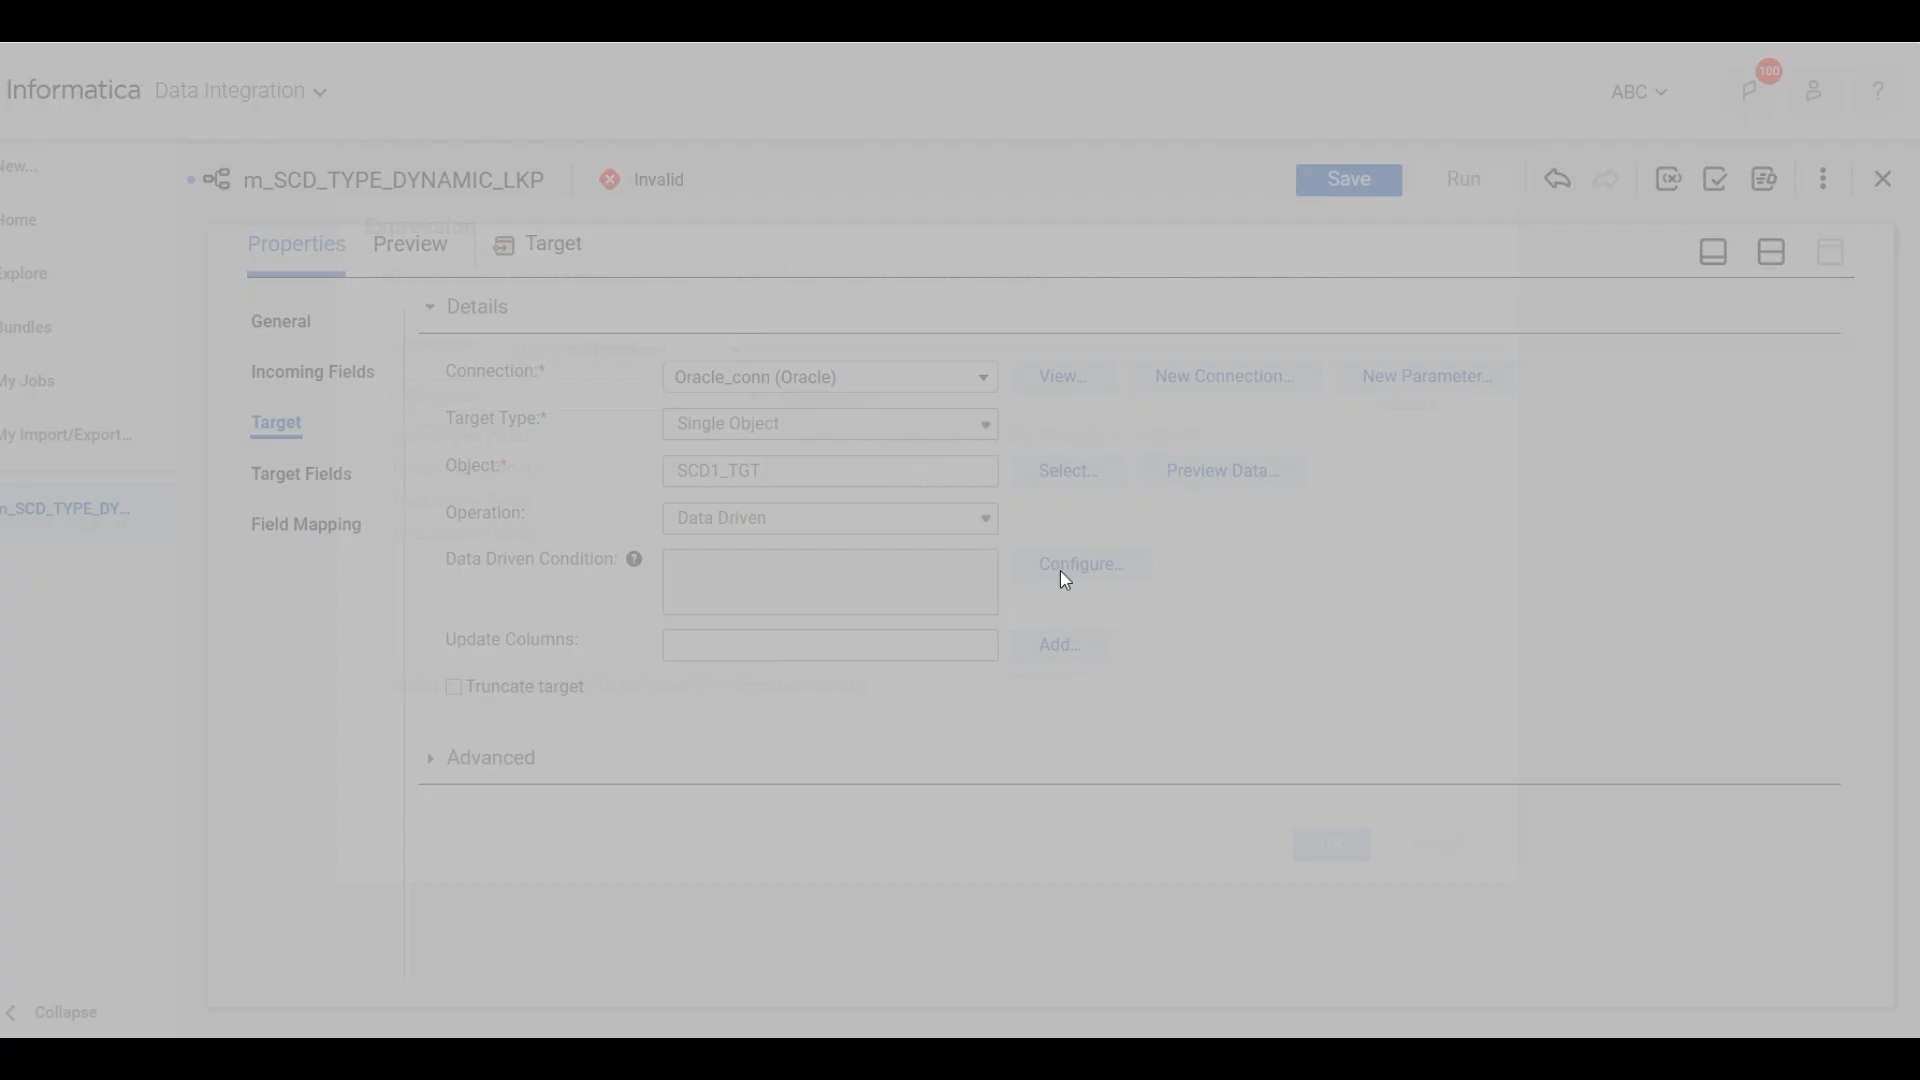 Informatica Data Integration
ABC
100
?
New...
m_SCD_TYPE_DYNAMIC_LKP
Invalid
Save
Run
Home
Expression
Properties
Preview
Target
Explore
Details
General
Bundles
Incoming Fields
Connection:*
Oracle_conn (Oracle)
View...
New Connection...
New Parameter...
My Jobs
Target
Target Type:*
Single Object
My Import/Export...
Target Fields
Object:*
SCD1_TGT
Select...
Preview Data...
m_SCD_TYPE_DY...
Operation:
Data Driven
Field Mapping
Data Driven Condition:
?
Configure...
Update Columns:
Add...
Truncate target
Advanced
OK
Collapse